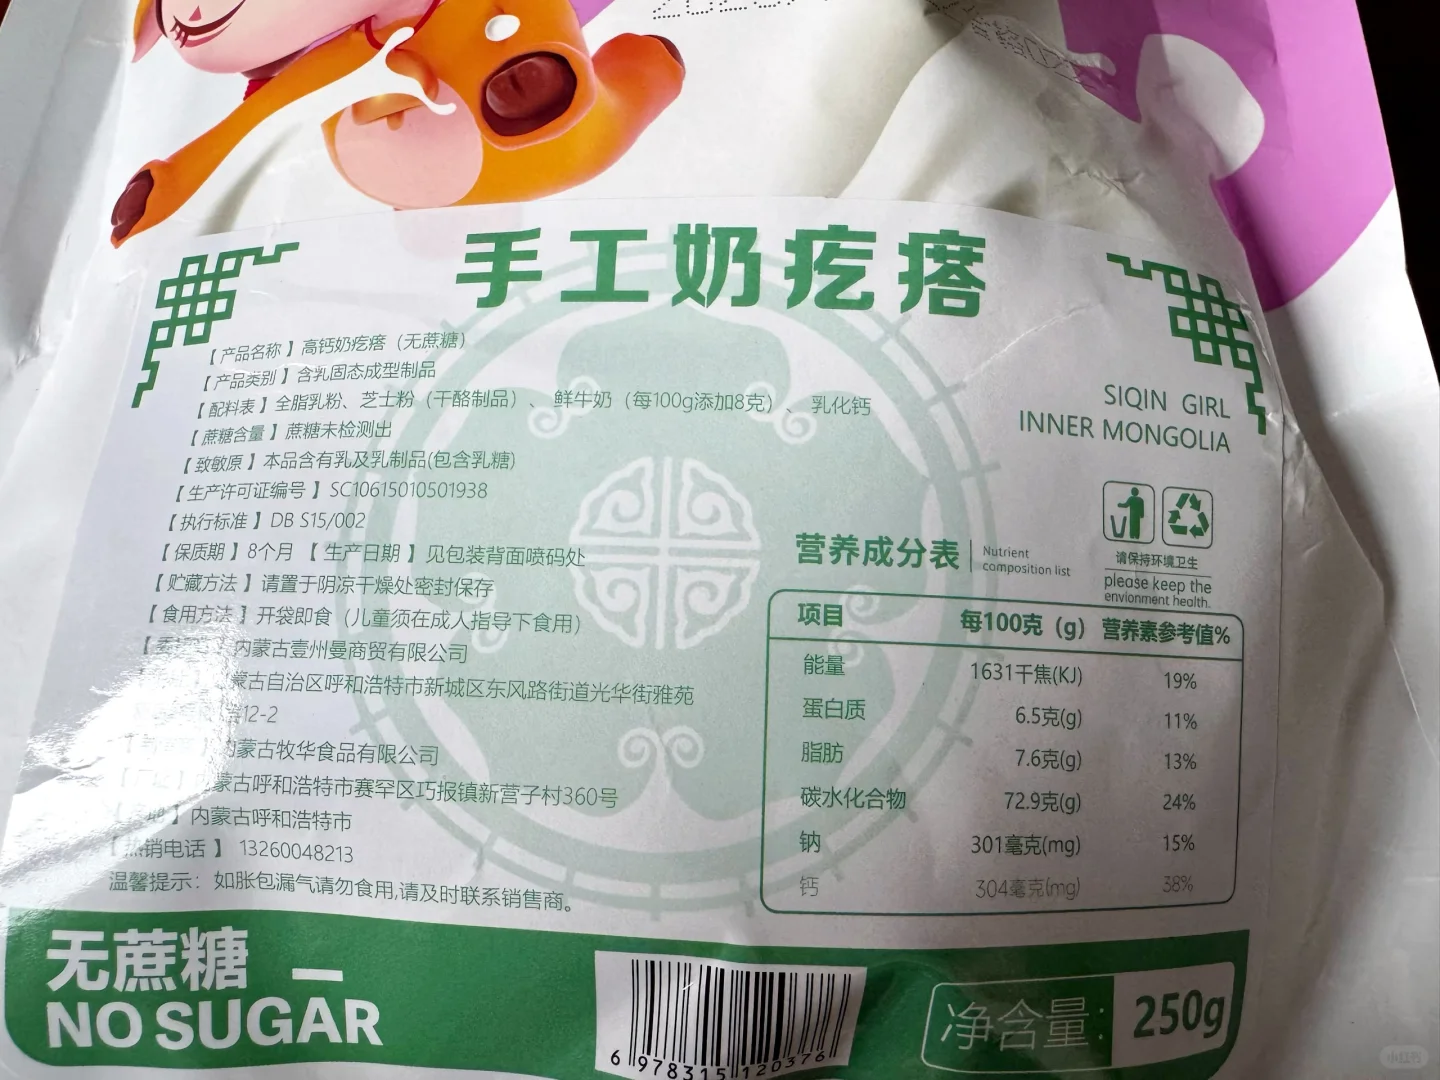 手工奶疙瘩
【产品名称】高钙奶疙瘩（无蔗糖）
【产品类别】含乳固态成型制品
【配料表】全脂乳粉、芝士粉（干酪制品）、鲜牛奶（每100g添加8克）、乳化钙
【蔗糖含量】蔗糖未检测出
【致敏原】本品含有乳及乳制品(包含乳糖)
【生产许可证编号】SC10615010501938
【执行标准】DB S15/002
【保质期】8个月【生产日期】见包装背面喷码处
【贮藏方法】请置于阴凉干燥处密封保存
【食用方法】开袋即食（儿童须在成人指导下食用）
内蒙古壹州曼商贸有限公司
蒙古自治区呼和浩特市新城区东风路街道光华街雅苑
12-2
内蒙古牧华食品有限公司
内蒙古呼和浩特市赛罕区巧报镇新营子村360号
】内蒙古呼和浩特市
热销电话】13260048213
温馨提示：如胀包漏气请勿食用,请及时联系销售商。
SIQIN GIRL
INNER MONGOLIA
请保持环境卫生
please keep the
envionment health.
营养成分表
Nutrient
composition list
项目 每100克（g） 营养素参考值%
能量 1631千焦(KJ) 19%
蛋白质 6.5克(g) 11%
脂肪 7.6克(g) 13%
碳水化合物 72.9克(g) 24%
钠 301毫克(mg) 15%
钙 304毫克(mg) 38%
无蔗糖
NO SUGAR
6 978315 120376
净含量: 250g
小红书